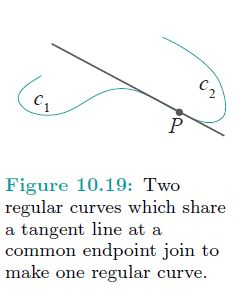 c₂
c₁
P
Figure 10.19: Two
regular curves which share
a tangent line at a
common endpoint join to
make one regular curve.